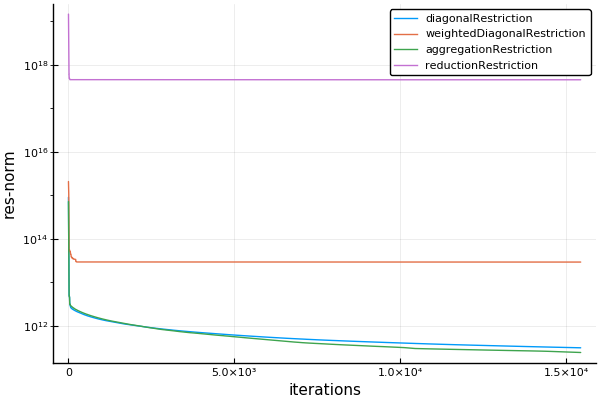 diagonalRestriction
weightedDiagonalRestriction
aggregationRestriction
reductionRestriction
10¹⁸
10¹⁶
10¹⁴
10¹²
res-norm
0 5.0×10³ 1.0×10⁴ 1.5×10⁴
iterations